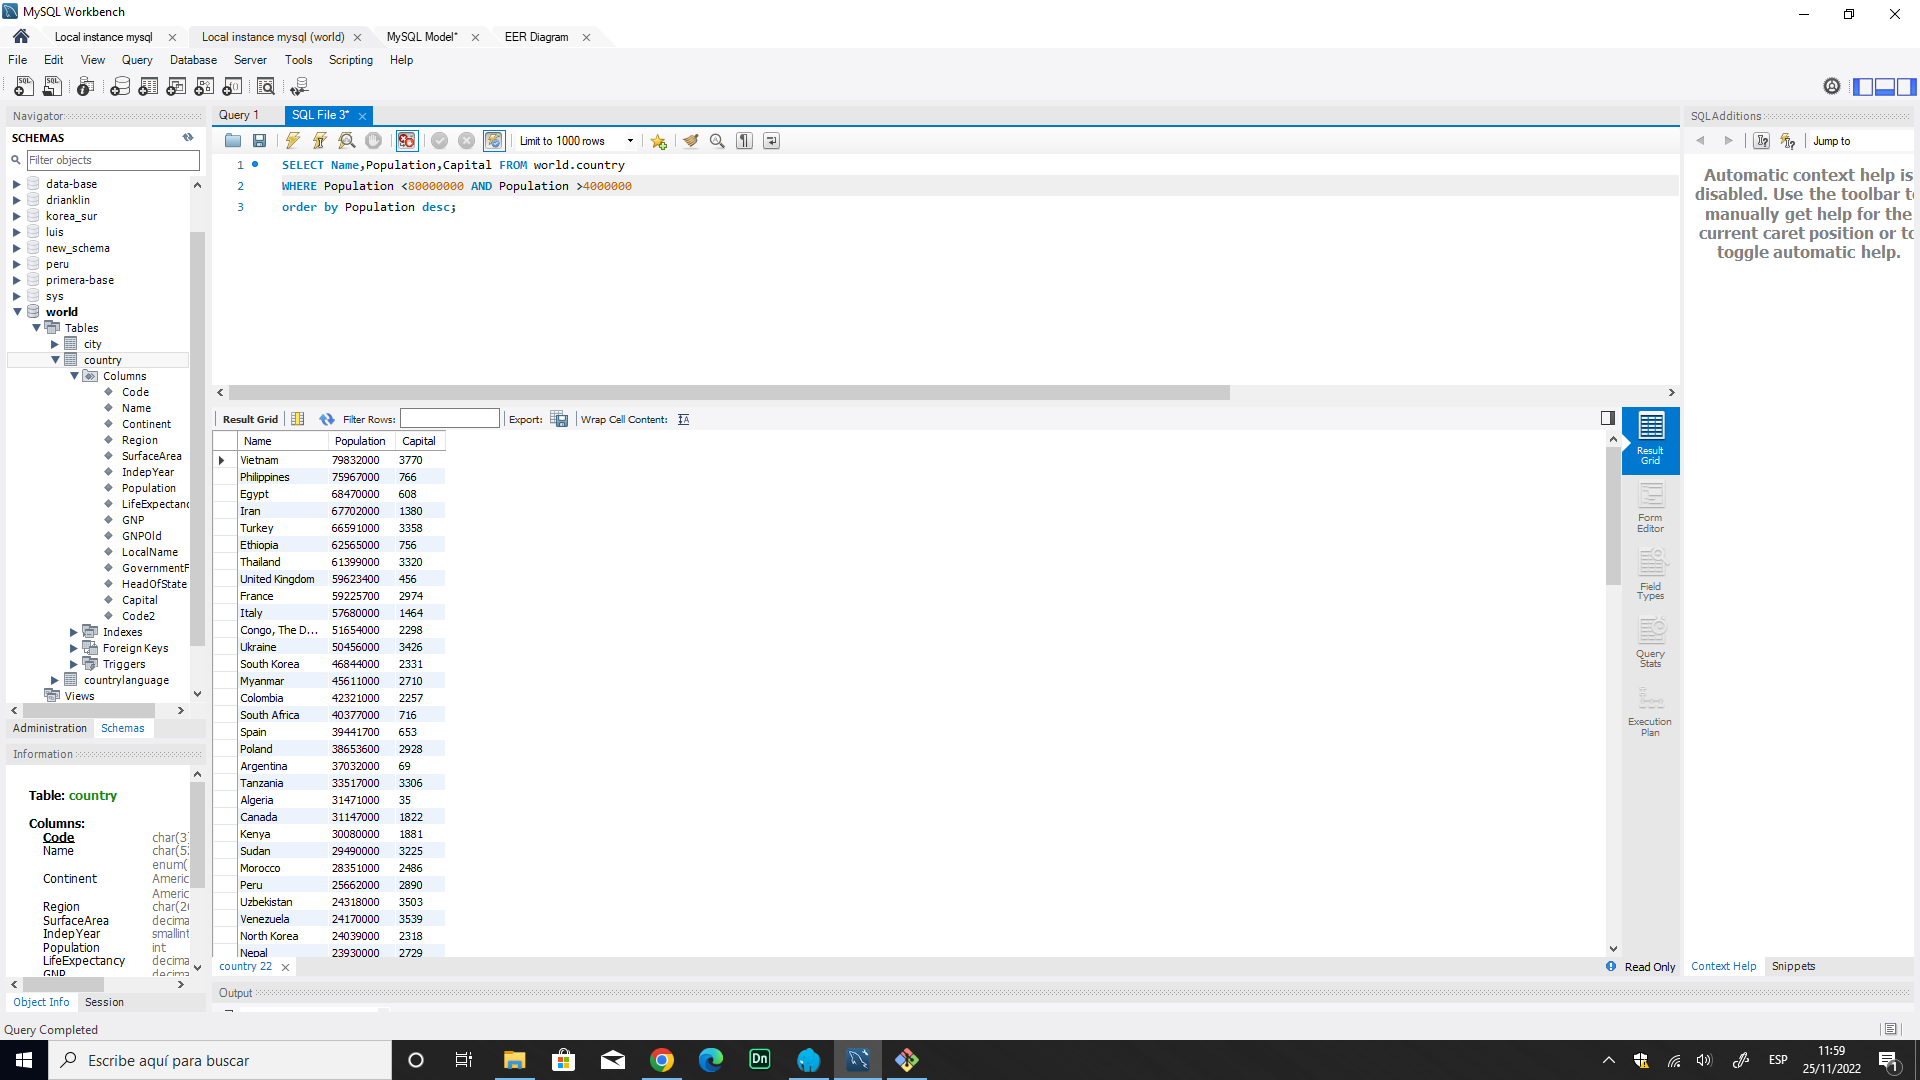 MySQL Workbench
Local instance mysql
Local instance mysql (world)
MySQL Model*
EER Diagram
File Edit View Query Database Server Tools Scripting Help
Navigator
SCHEMAS
Filter objects
data-base
drianklin
korea_sur
luis
new_schema
peru
primera-base
sys
world
Tables
city
country
Columns
Code
Name
Continent
Region
SurfaceArea
IndepYear
Population
LifeExpectanc
GNP
GNPOld
LocalName
GovernmentF
HeadOfState
Capital
Code2
Indexes
Foreign Keys
Triggers
countrylanguage
Views
Administration Schemas
Information
Table: country
Columns:
Code char(3)
Name char(5
enum(
Continent Americ
Americ
Region char(2
SurfaceArea decima
IndepYear smallint
Population int
LifeExpectancy decima
GNP decima
Object Info Session
Query 1
SQL File 3*
Limit to 1000 rows
1 SELECT Name,Population,Capital FROM world.country
2 WHERE Population <80000000 AND Population >4000000
3 order by Population desc;
Result Grid Filter Rows: Export: Wrap Cell Content:
Name Population Capital
Vietnam 79832000 3770
Philippines 75967000 766
Egypt 68470000 608
Iran 67702000 1380
Turkey 66591000 3358
Ethiopia 62565000 756
Thailand 61399000 3320
United Kingdom 59623400 456
France 59225700 2974
Italy 57680000 1464
Congo, The D... 51654000 2298
Ukraine 50456000 3426
South Korea 46844000 2331
Myanmar 45611000 2710
Colombia 42321000 2257
South Africa 40377000 716
Spain 39441700 653
Poland 38653600 2928
Argentina 37032000 69
Tanzania 33517000 3306
Algeria 31471000 35
Canada 31147000 1822
Kenya 30080000 1881
Sudan 29490000 3225
Morocco 28351000 2486
Peru 25662000 2890
Uzbekistan 24318000 3503
Venezuela 24170000 3539
North Korea 24039000 2318
Nepal 23930000 2729
country 22
Read Only
Output
Result
Grid
Form
Editor
Field
Types
Query
Stats
Execution
Plan
SQLAdditions
Jump to
Automatic context help is
disabled. Use the toolbar t
manually get help for the
current caret position or to
toggle automatic help.
Context Help Snippets
Query Completed
Escribe aquí para buscar
Dn
ESP
11:59
25/11/2022
1